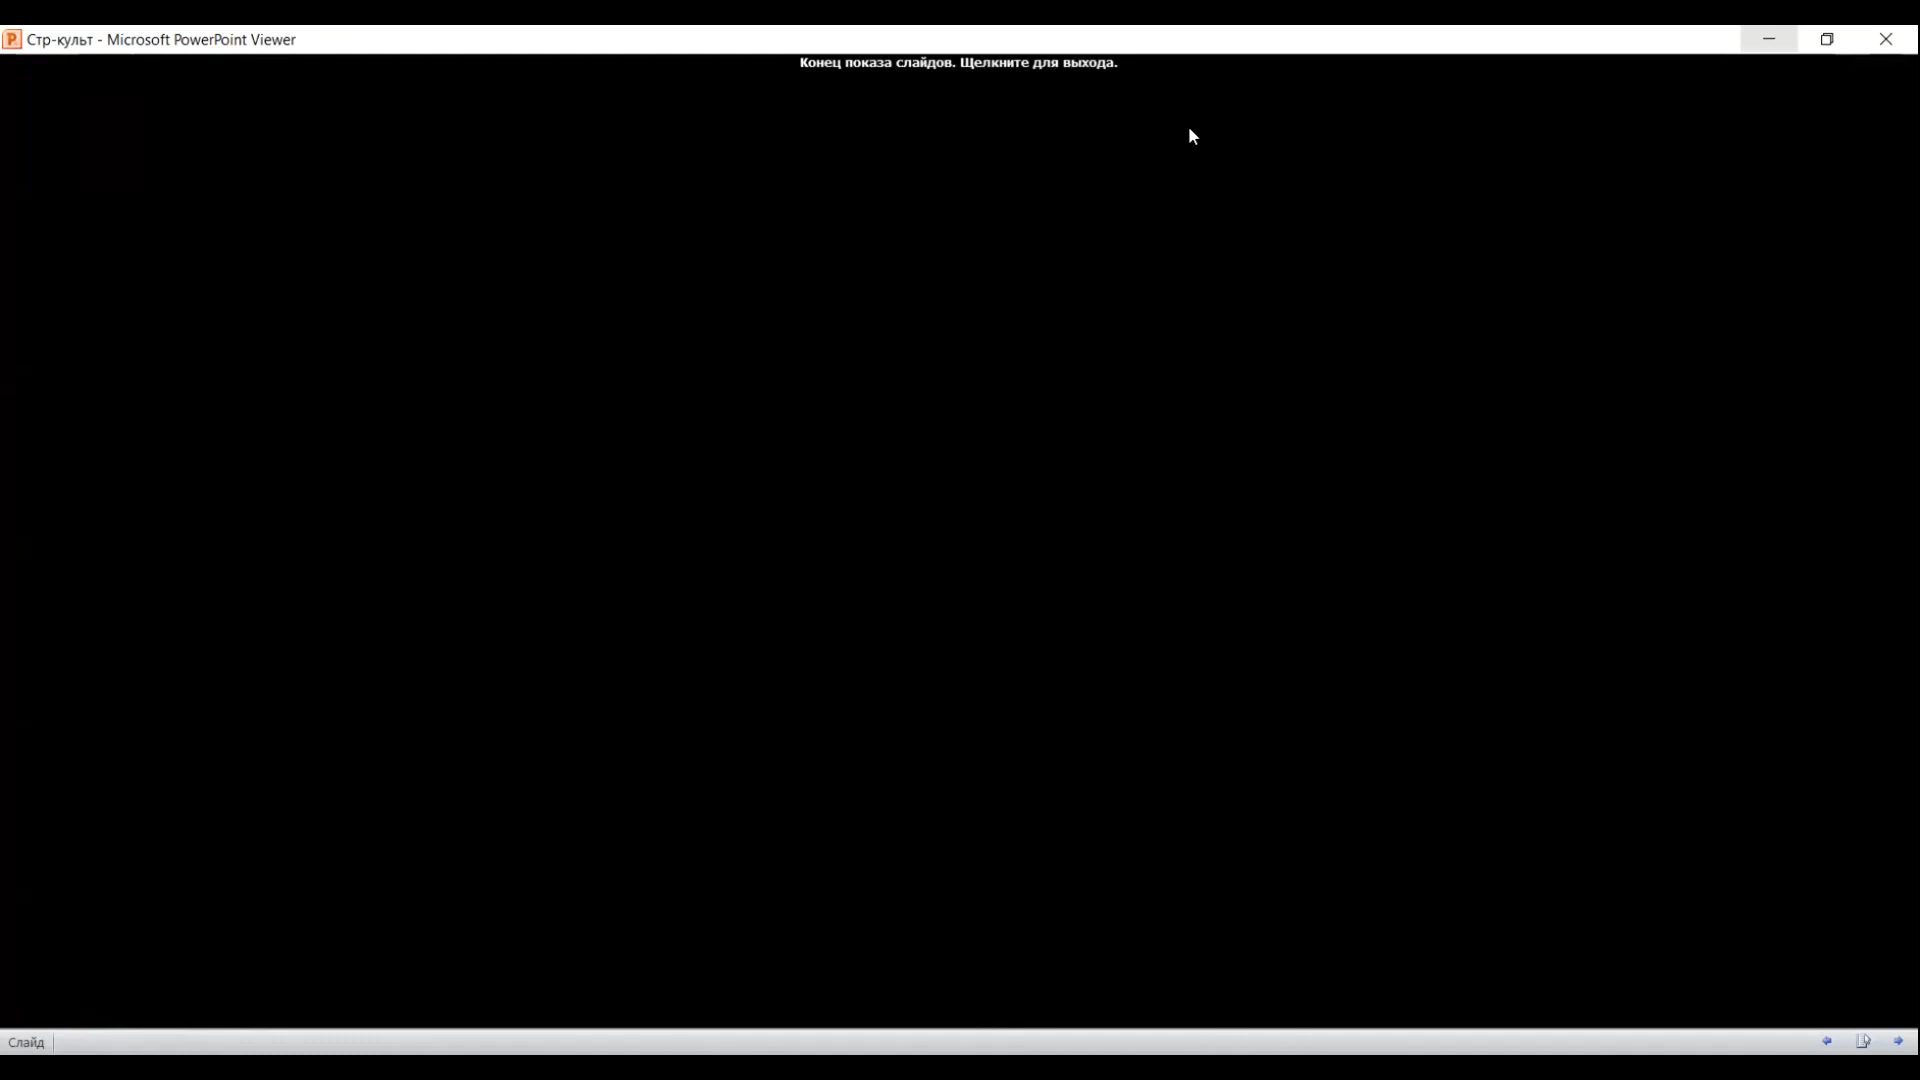 Стр-культ - Microsoft PowerPoint Viewer
Конец показа слайдов. Щелкните для выхода.
Слайд